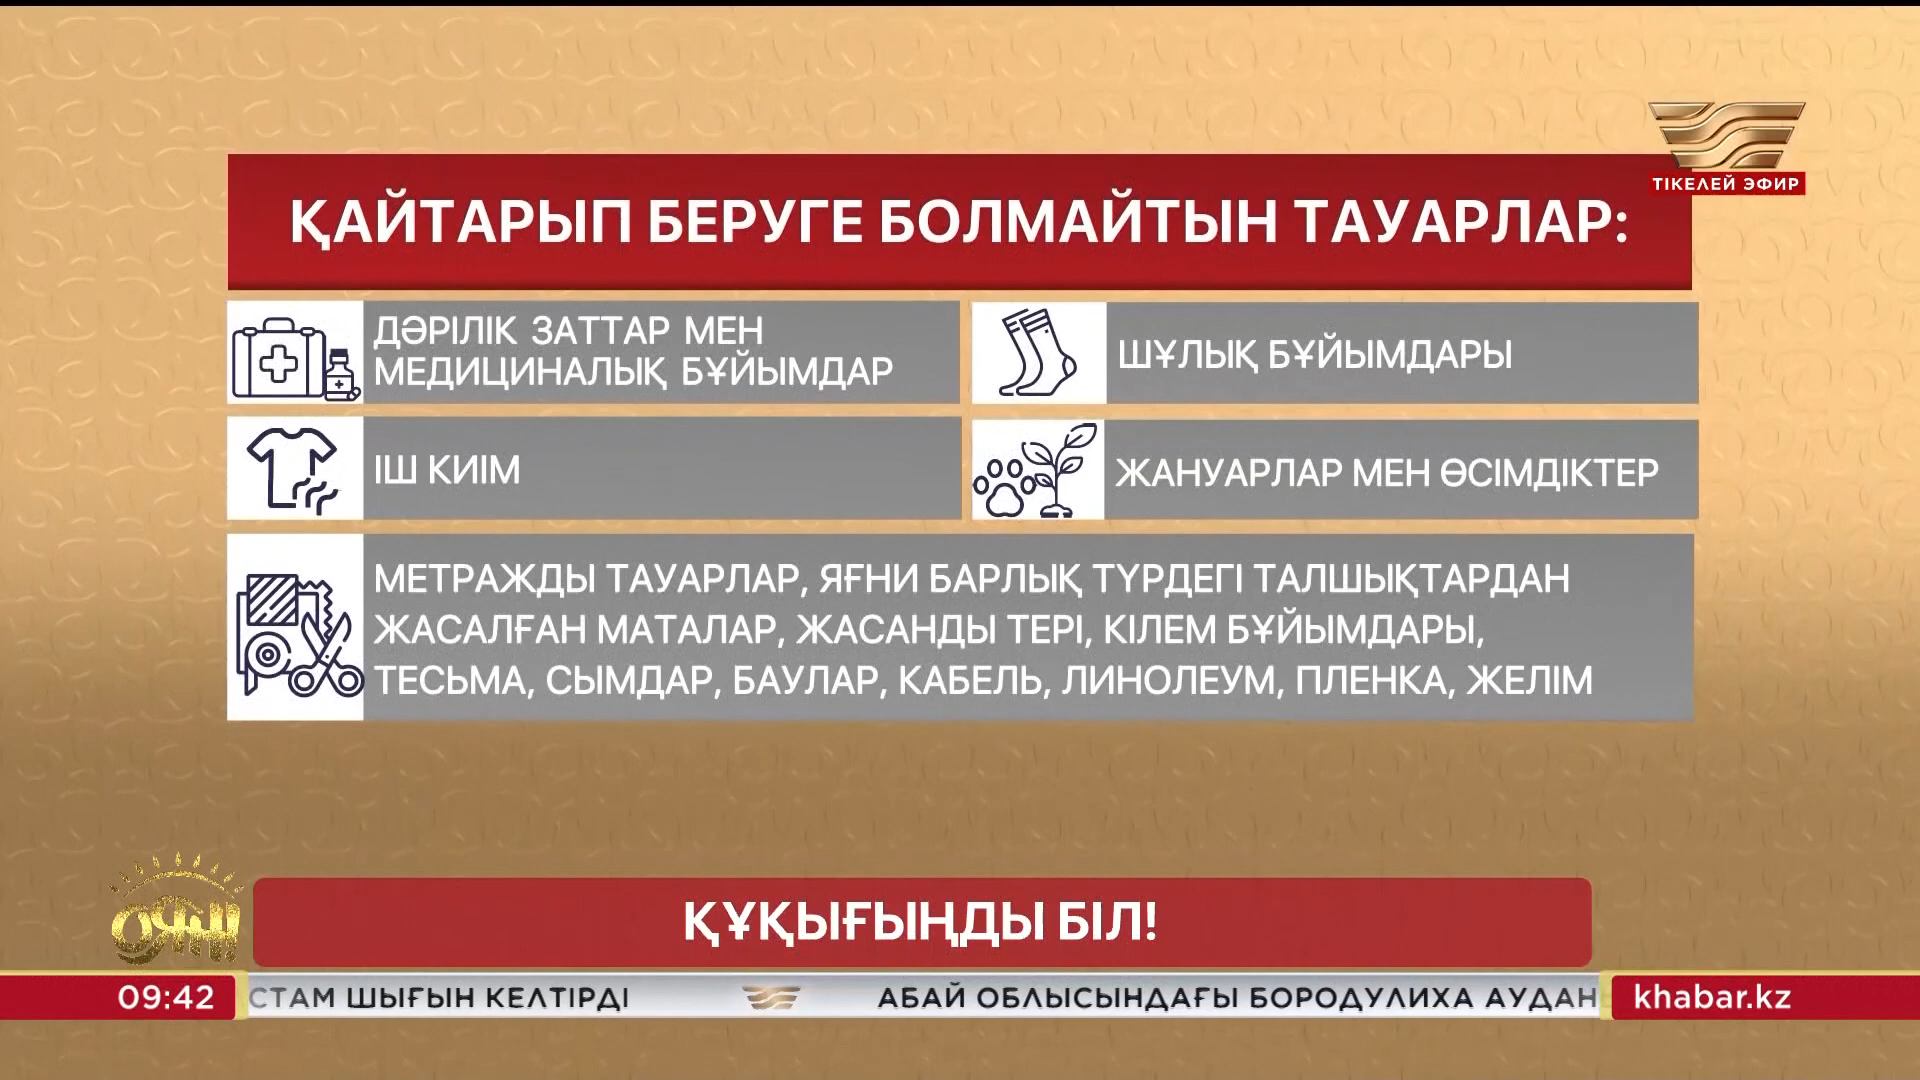 ТІКЕЛЕЙ ЭФИР
ҚАЙТАРЫП БЕРУГЕ БОЛМАЙТЫН ТАУАРЛАР:
ДӘРІЛІК ЗАТТАР МЕН
МЕДИЦИНАЛЫҚ БҰЙЫМДАР
ШҰЛЫҚ БҰЙЫМДАРЫ
ІШ КИІМ
ЖАНУАРЛАР МЕН ӨСІМДІКТЕР
МЕТРАЖДЫ ТАУАРЛАР, ЯҒНИ БАРЛЫҚ ТҮРДЕГІ ТАЛШЫҚТАРДАН
ЖАСАЛҒАН МАТАЛАР, ЖАСАНДЫ ТЕРІ, КІЛЕМ БҰЙЫМДАРЫ,
ТЕСЬМА, СЫМДАР, БАУЛАР, КАБЕЛЬ, ЛИНОЛЕУМ, ПЛЕНКА, ЖЕЛІМ
ОЯН!
ҚҰҚЫҒЫҢДЫ БІЛ!
09:42
СТАМ ШЫҒЫН КЕЛТІРДІ
АБАЙ ОБЛЫСЫНДАҒЫ БОРОДУЛИХА АУДАН
khabar.kz